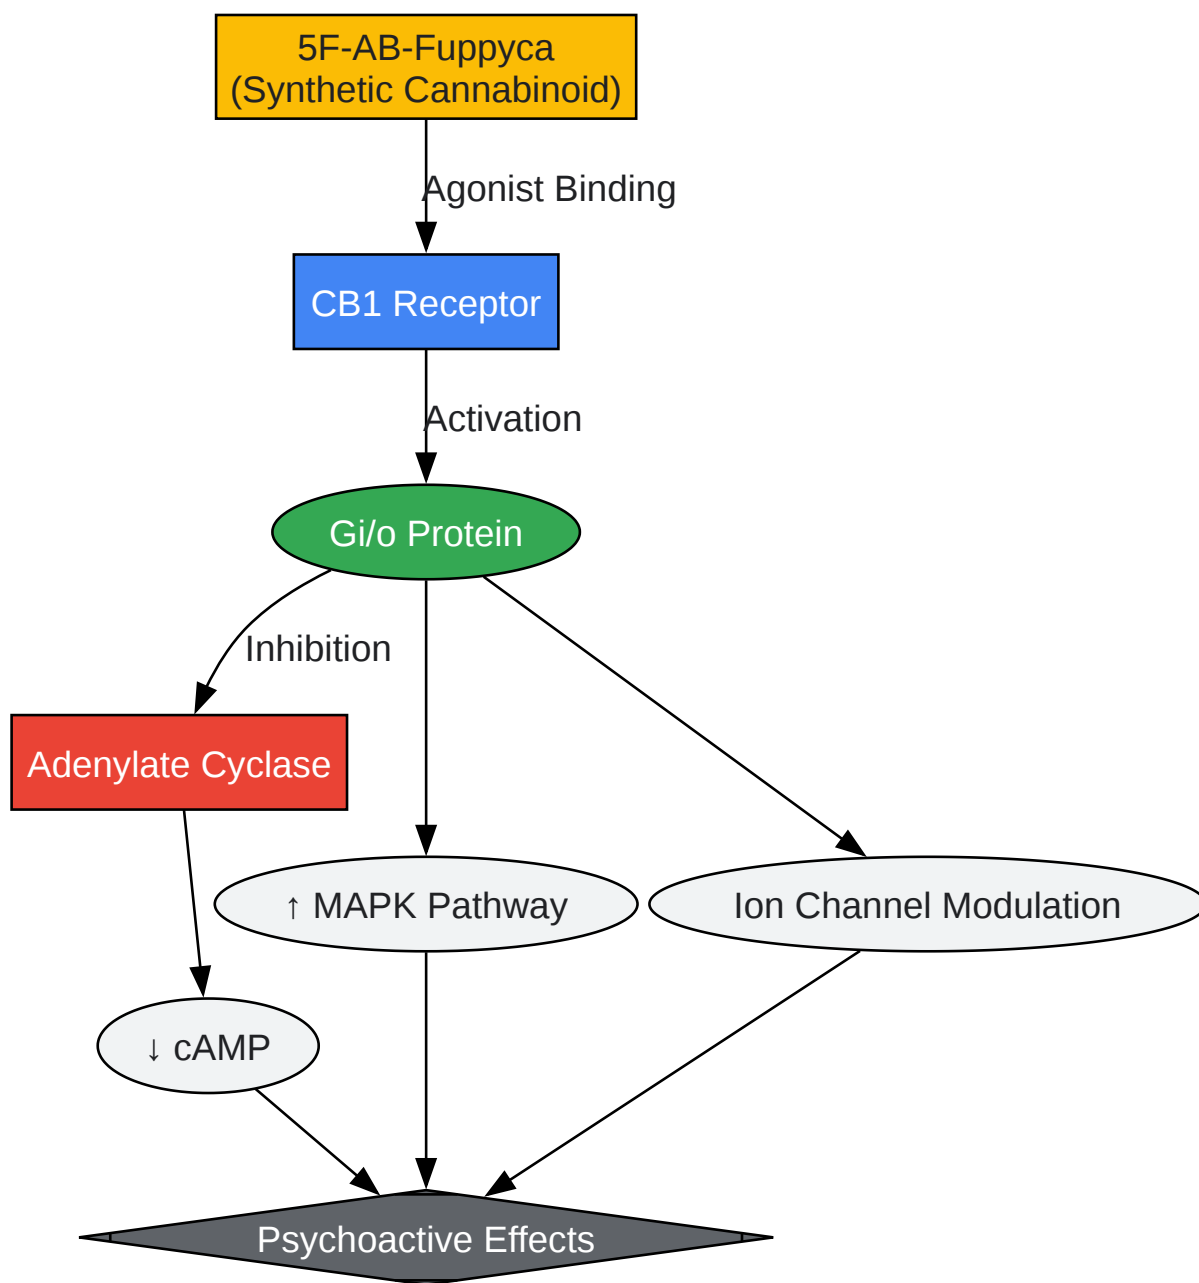 5F-AB-Fuppyca
(Synthetic Cannabinoid)
Agonist Binding
CB1 Receptor
Activation
Gi/o Protein
Inhibition
Adenylate Cyclase
↑ MAPK Pathway
Ion Channel Modulation
↓ cAMP
Psychoactive Effects